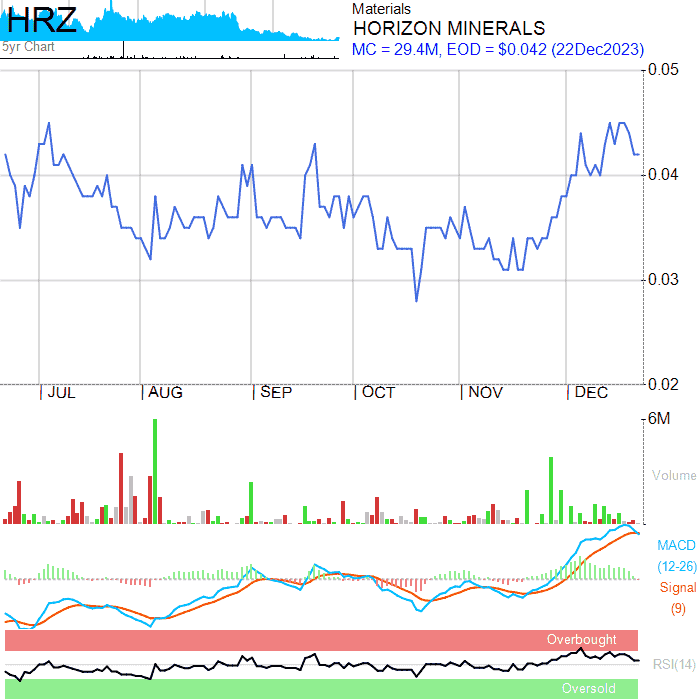 HRZ
5yr Chart
Materials
HORIZON MINERALS
MC = 29.4M, EOD = $0.042 (22Dec2023)
0.05
0.04
0.03
0.02
JUL AUG SEP OCT NOV DEC
6M
Volume
MACD
(12-26)
Signal
(9)
Overbought
RSI(14)
Oversold